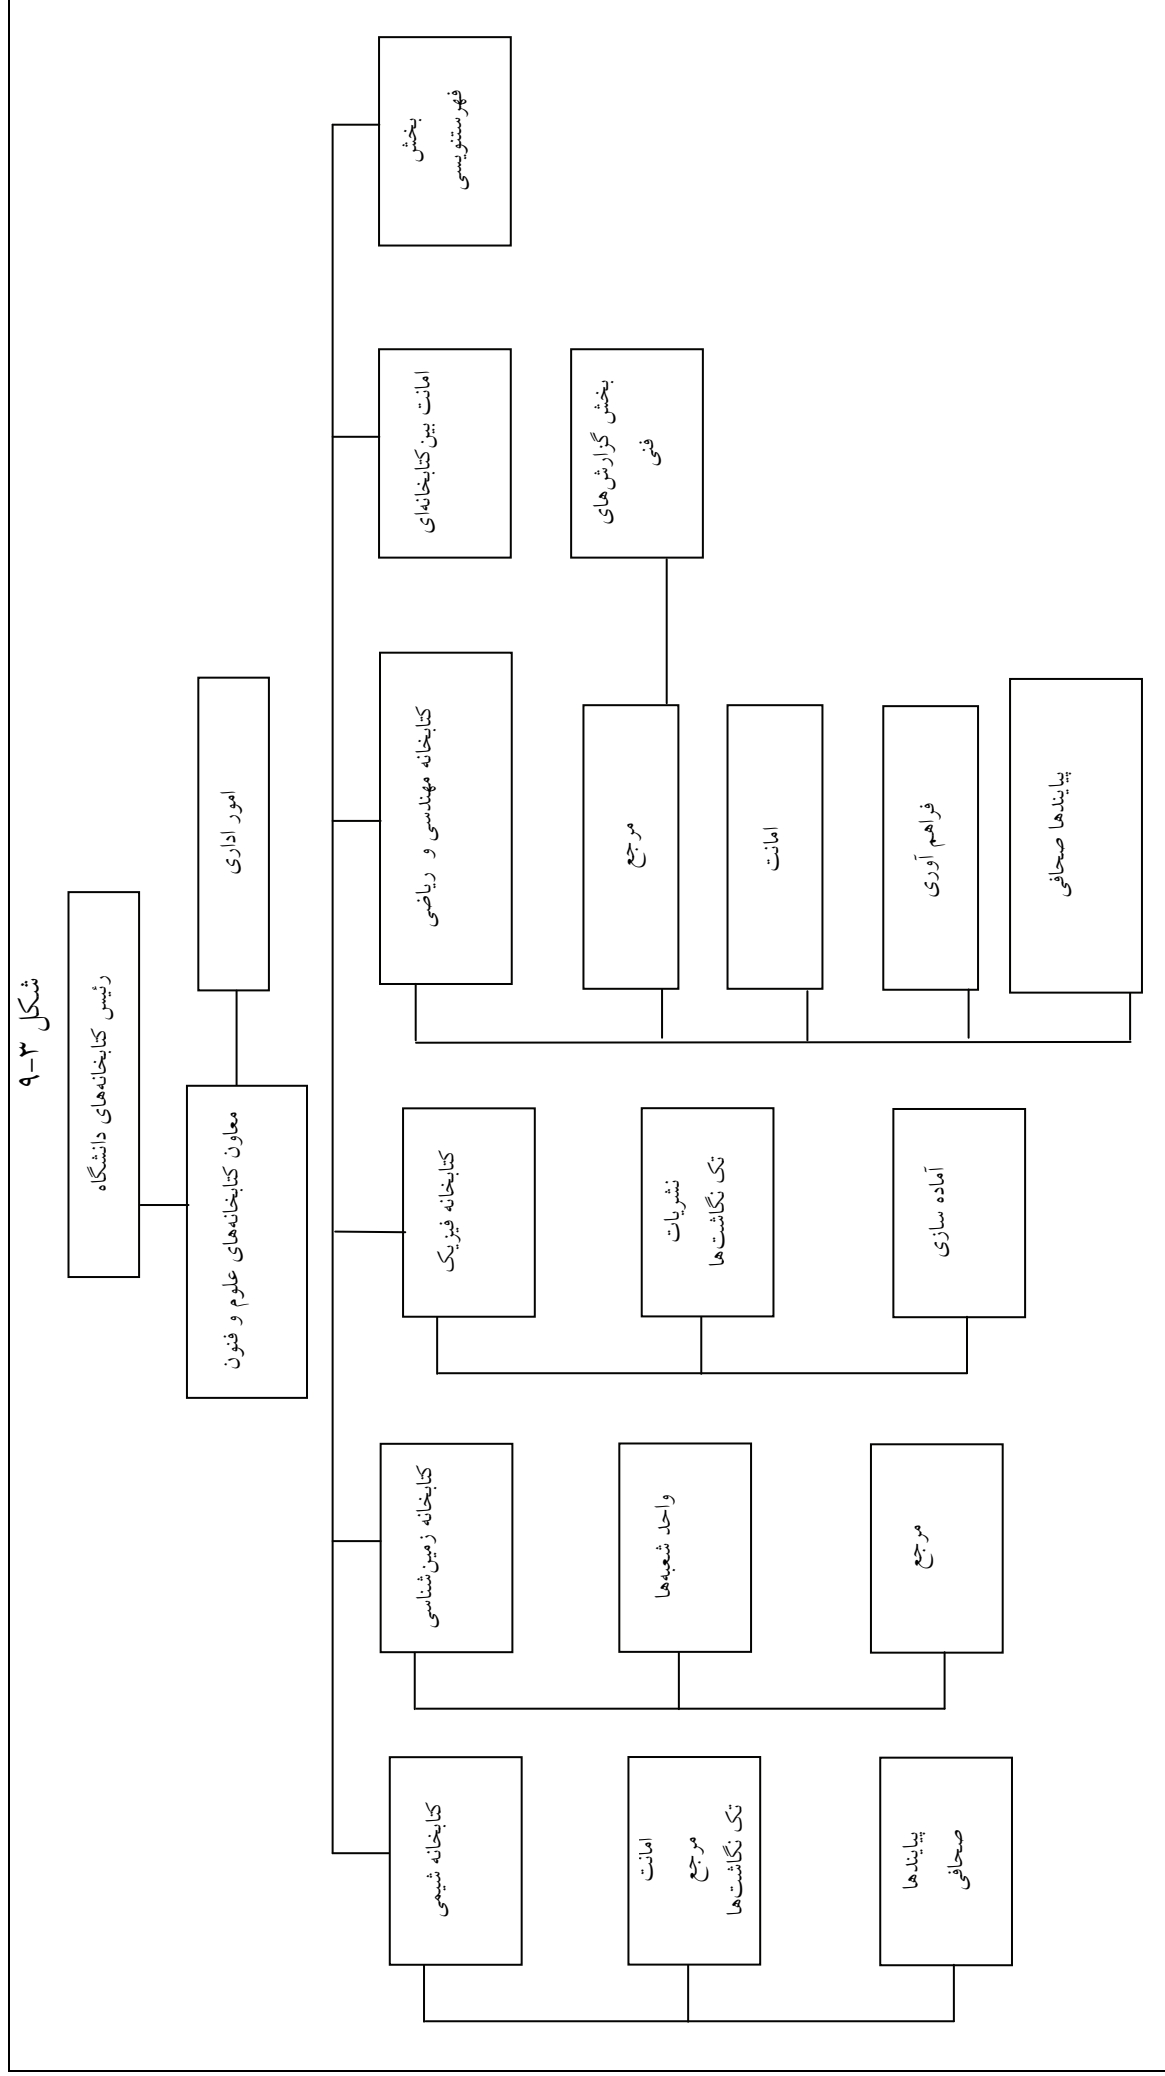 شکل ۳-۹
رئیس کتابخانه‌های دانشگاه
امور اداری
معاون کتابخانه‌های علوم و فنون
بخش
فهرستنویسی
امانت بین‌کتابخانه‌ای
کتابخانه مهندسی و ریاضی
کتابخانه فیزیک
کتابخانه زمین‌شناسی
کتابخانه شیمی
بخش گزارش‌های
فنی
مرجع
امانت
فراهم آوری
پیایندها صحافی
نشریات
تک نگاشت‌ها
آماده سازی
واحد شعبه‌ها
مرجع
امانت
مرجع
تک نگاشت‌ها
پیایندها
صحافی